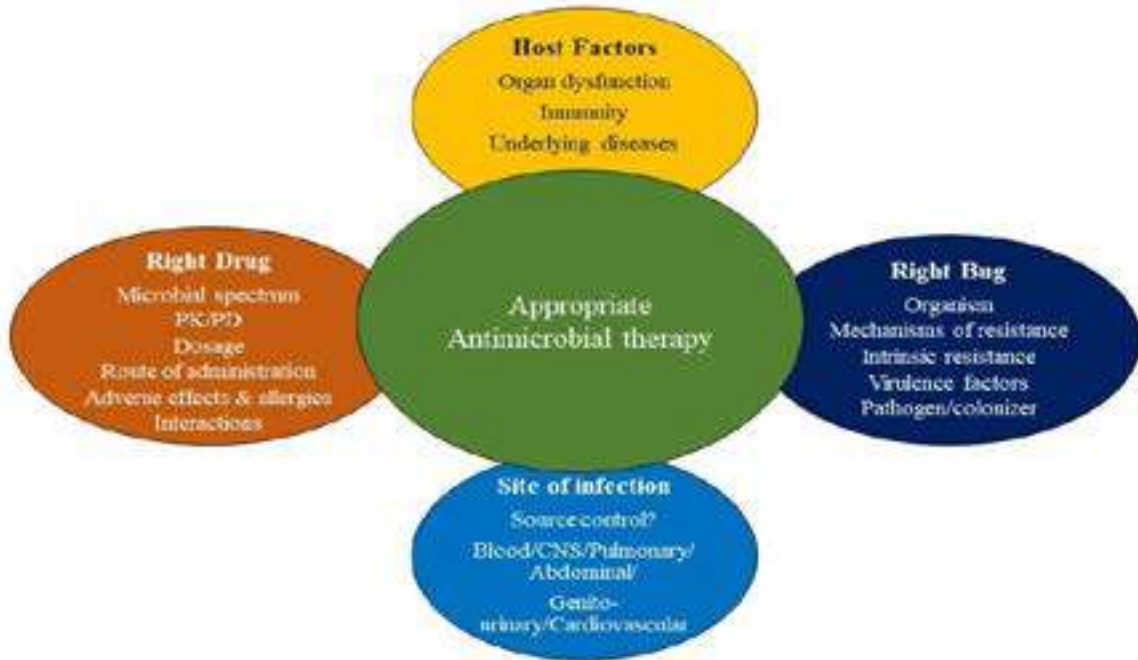 Host Factors
Organ dysfunction
Immunity
Underlying diseases
Right Drug
Microbial spectrum
PK/PD
Dosage
Route of administration
Adverse effects & allergies
Interactions
Appropriate
Antimicrobial therapy
Right Bug
Organism
Mechanisms of resistance
Intrinsic resistance
Virulence factors
Pathogen/colonizer
Site of infection
Source control?
Blood/CNS/Pulmonary/
Abdominal/
Genito-
urinary/Cardiovascular